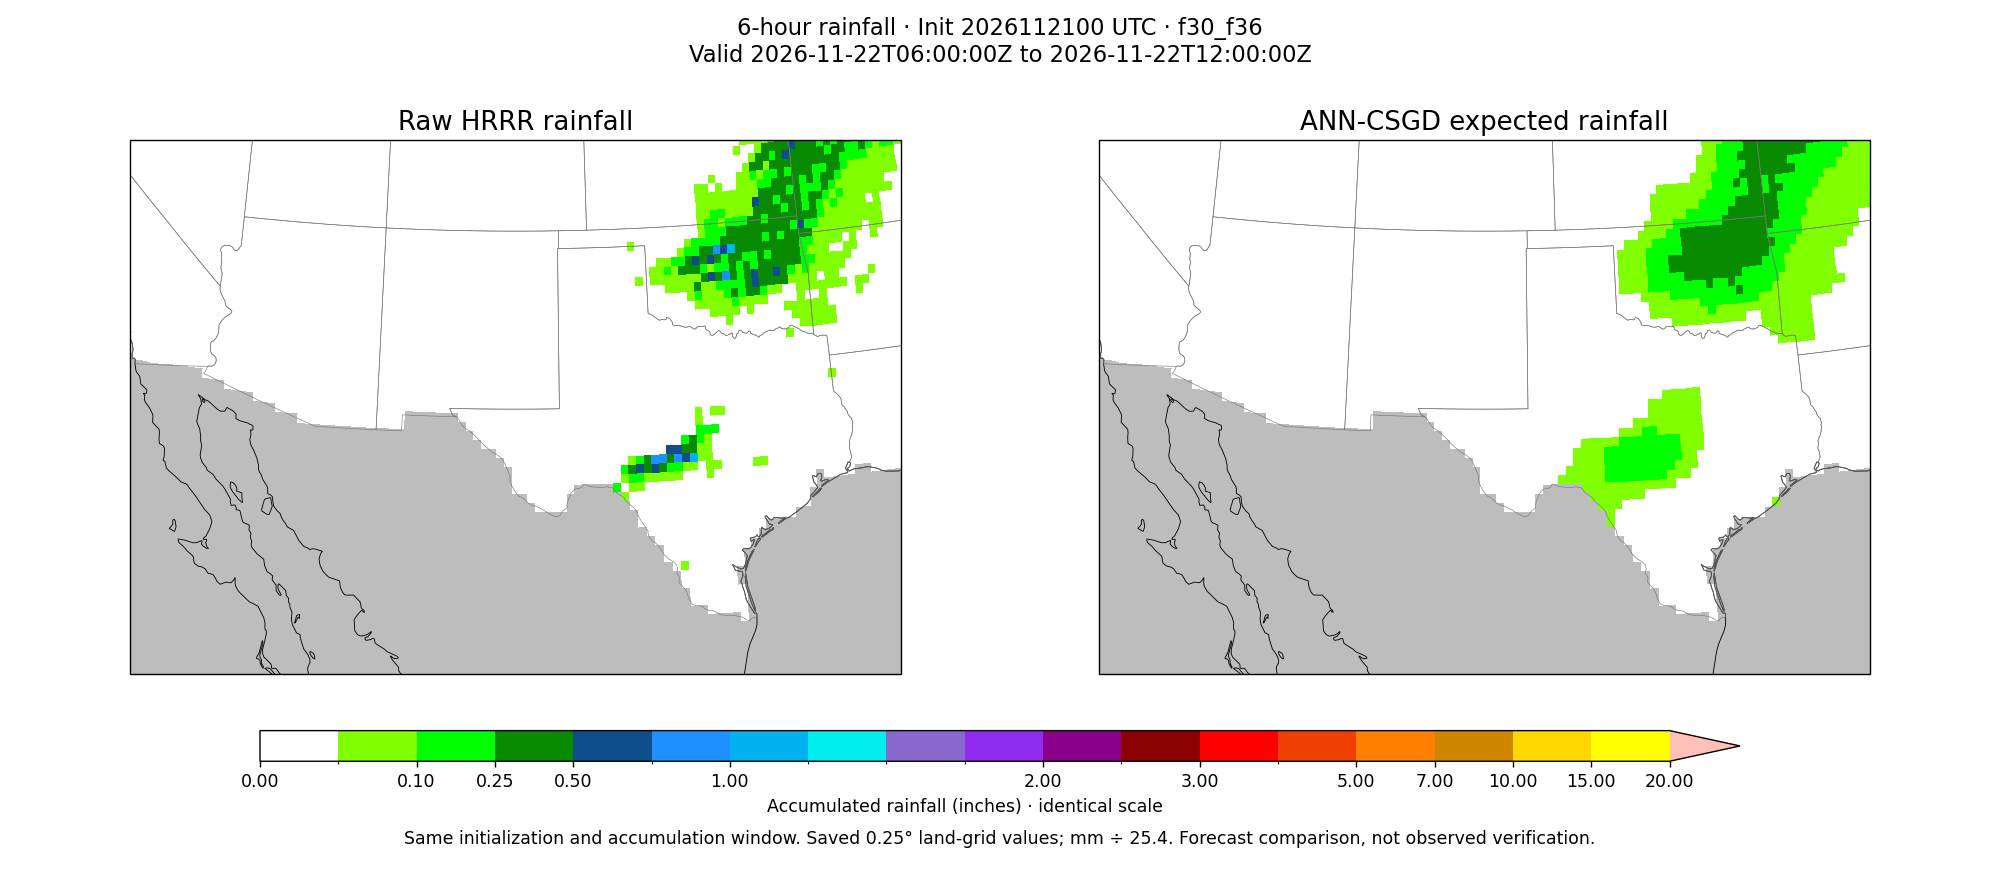 6-hour rainfall · Init 2026112100 UTC · f30_f36
Valid 2026-11-22T06:00:00Z to 2026-11-22T12:00:00Z
Raw HRRR rainfall
ANN-CSGD expected rainfall
0.00 0.10 0.25 0.50 1.00 2.00 3.00 5.00 7.00 10.00 15.00 20.00
Accumulated rainfall (inches) · identical scale
Same initialization and accumulation window. Saved 0.25° land-grid values; mm ÷ 25.4. Forecast comparison, not observed verification.